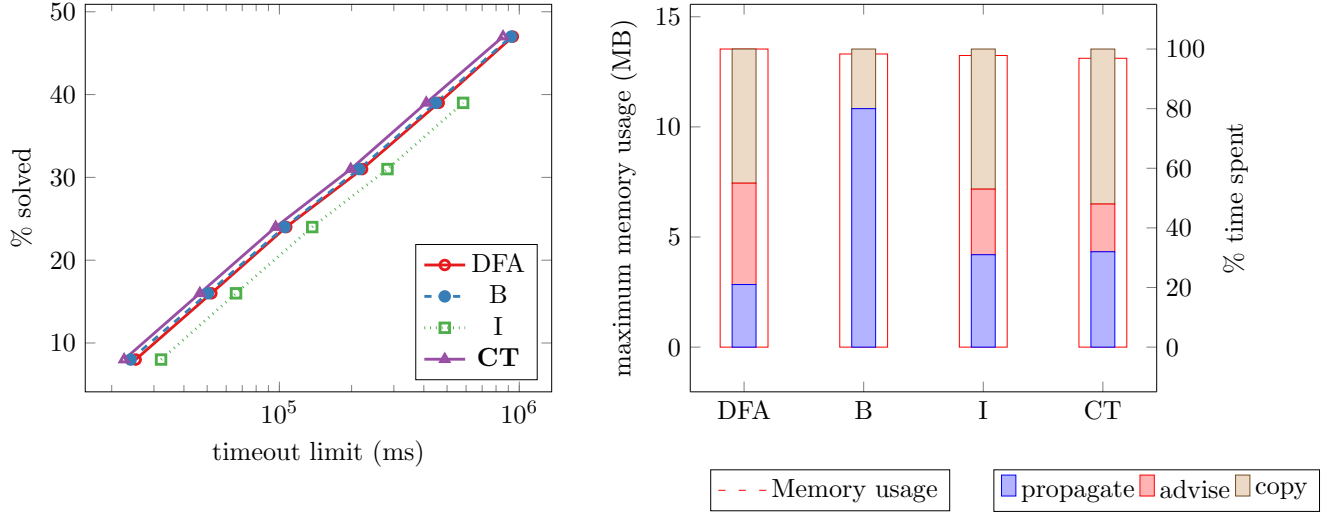 50
40
30
20
10
% solved
10^5
10^6
timeout limit (ms)
DFA
B
I
CT
15
10
5
0
maximum memory usage (MB)
100
80
60
40
20
0
% time spent
DFA B I CT
Memory usage
propagate advise copy